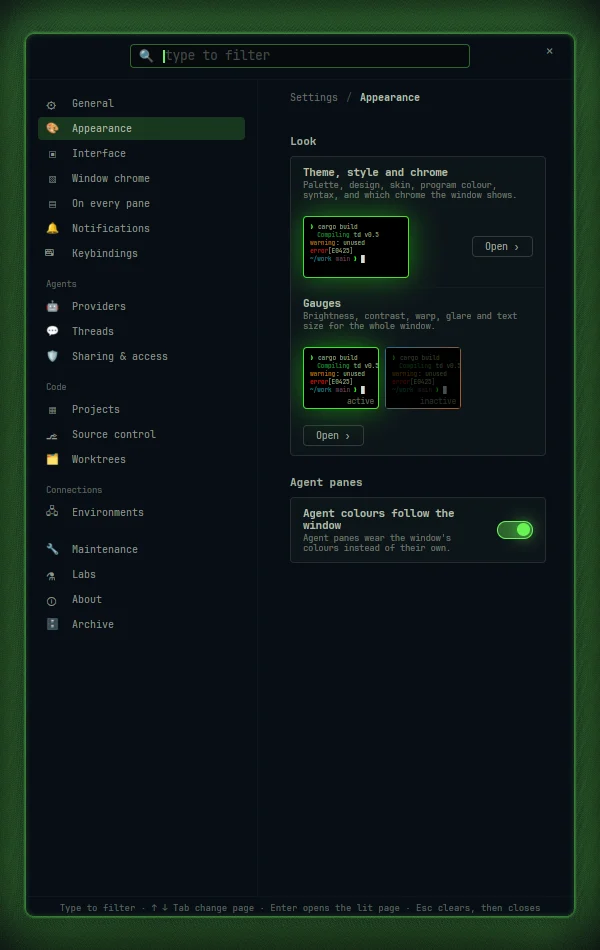 type to filter
×
General
Appearance
Interface
Window chrome
On every pane
Notifications
Keybindings
Agents
Providers
Threads
Sharing & access
Code
Projects
Source control
Worktrees
Connections
Environments
Maintenance
Labs
About
Archive
Settings / Appearance
Look
Theme, style and chrome
Palette, design, skin, program colour,
syntax, and which chrome the window shows.
❯ cargo build
Compiling td v0.5
warning: unused
error[E0425]
~/work main ❯
Open ›
Gauges
Brightness, contrast, warp, glare and text
size for the whole window.
❯ cargo build
Compiling td v0.5
warning: unused
error[E0425]
~/work main ❯
active
❯ cargo build
Compiling td v0.5
warning: unused
error[E0425]
~/work main ❯
inactive
Open ›
Agent panes
Agent colours follow the
window
Agent panes wear the window's
colours instead of their own.
Type to filter · ↑ ↓ Tab change page · Enter opens the lit page · Esc clears, then closes